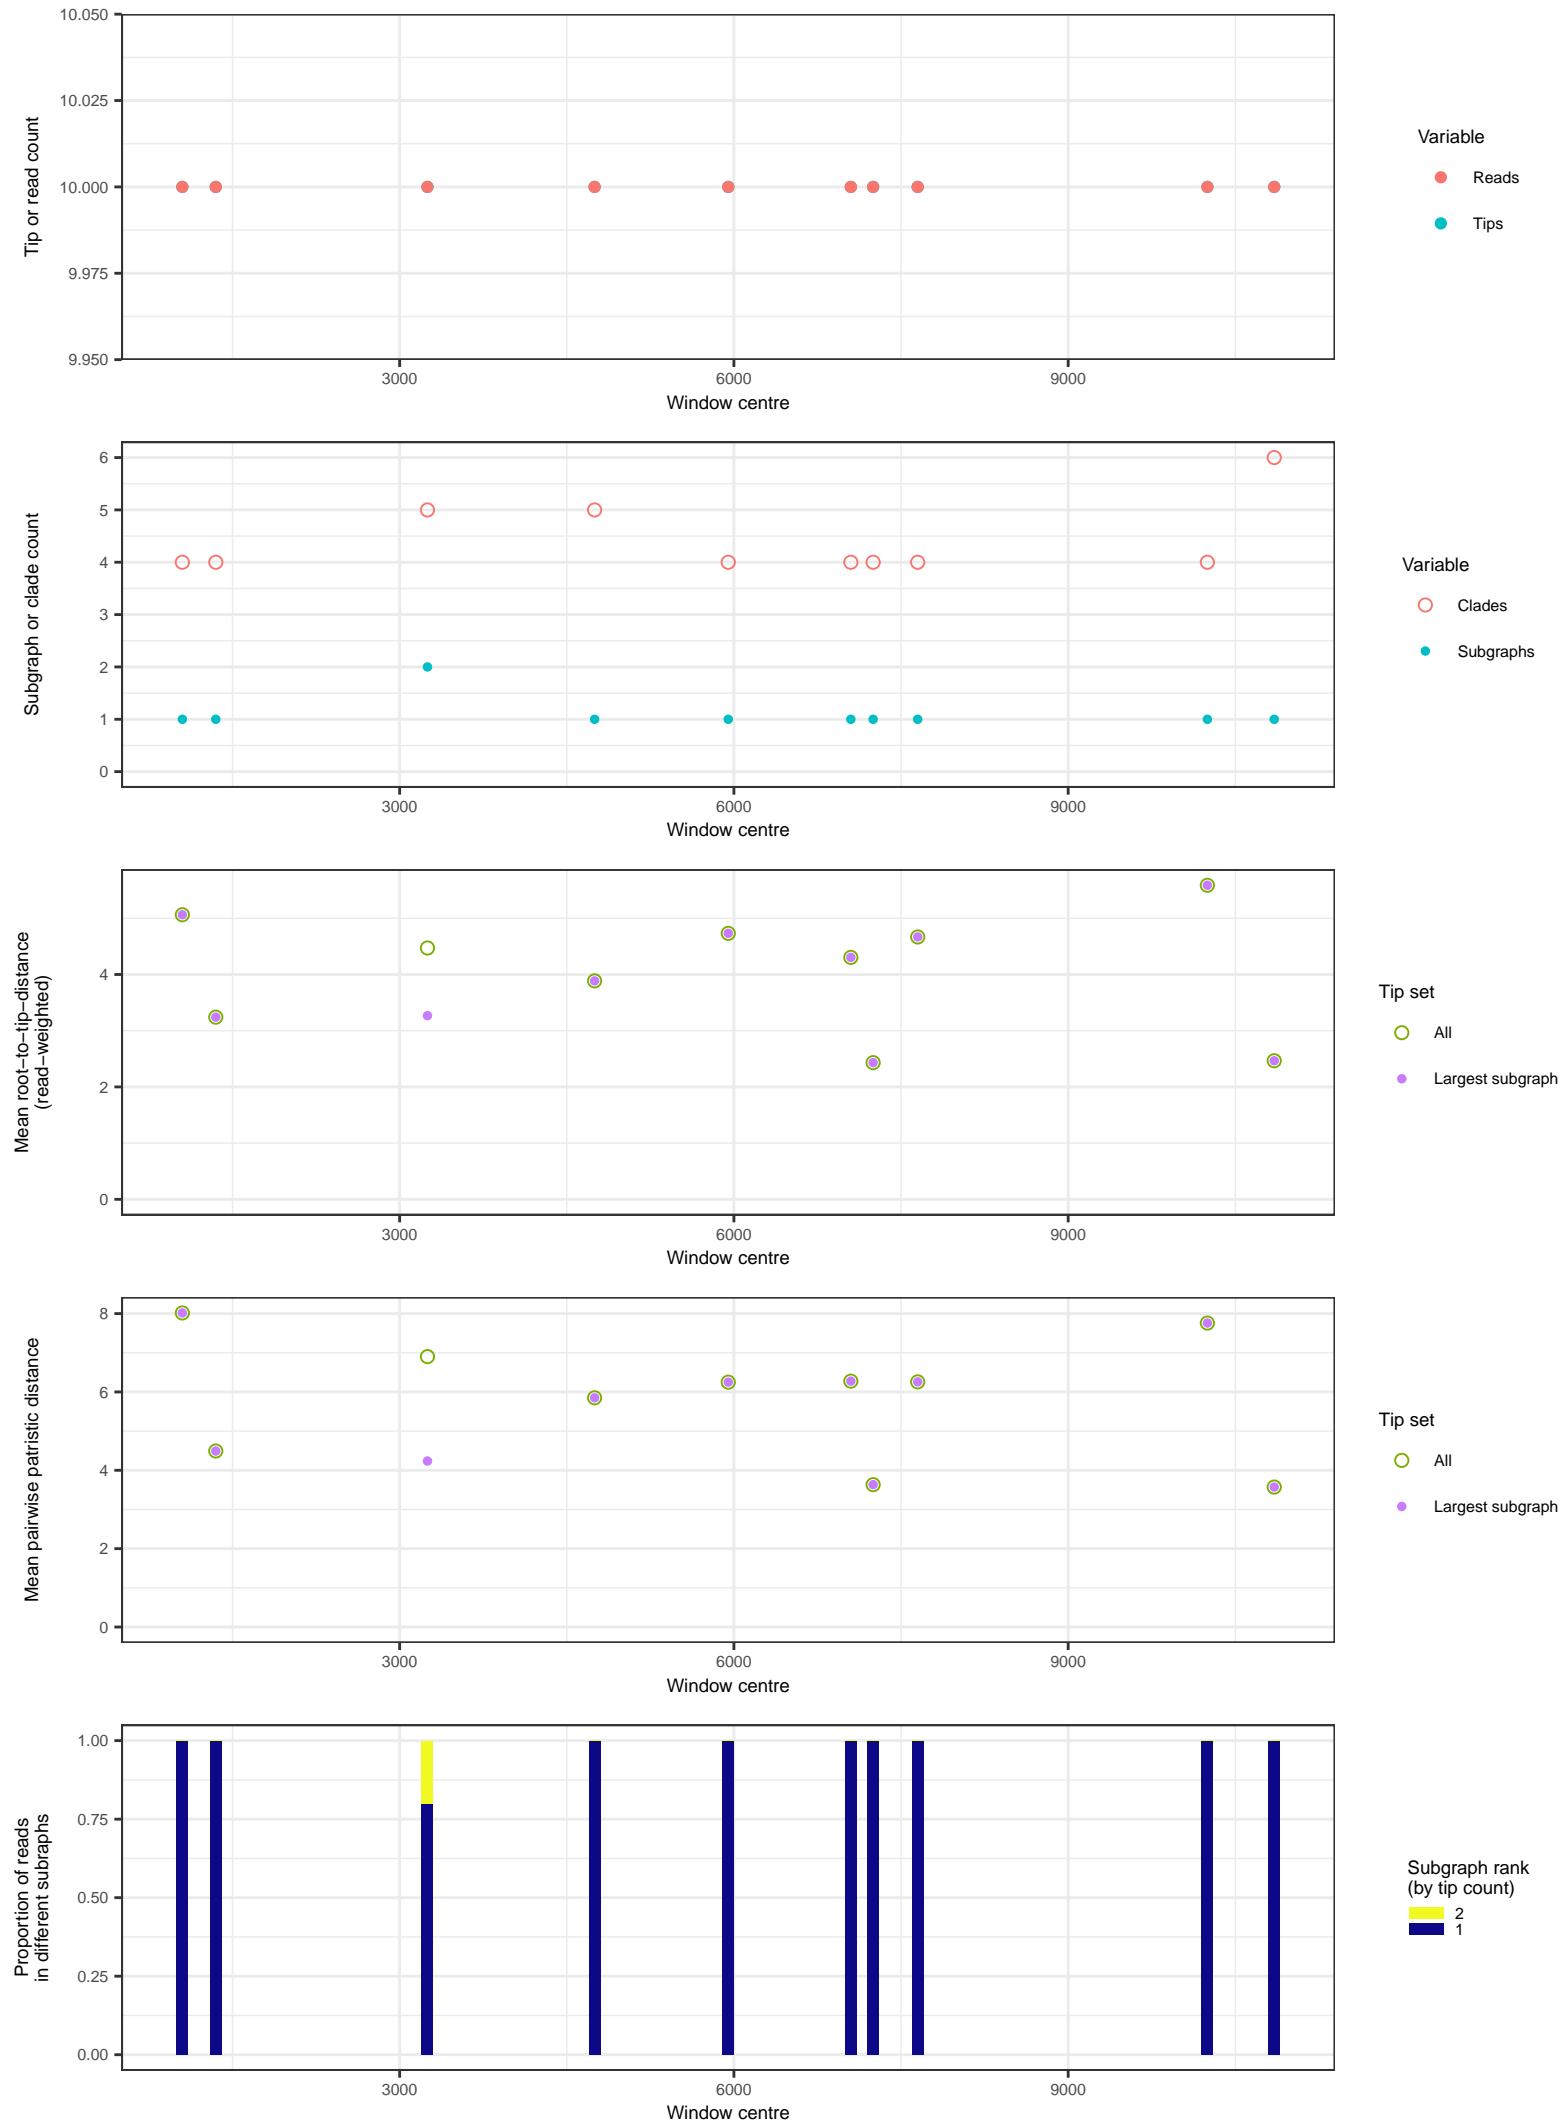 10.050
10.025
10.000
9.975
9.950
Tip or read count
3000
6000
9000
Window centre
Variable
Reads
Tips
6
5
4
3
2
1
0
Subgraph or clade count
3000
6000
9000
Window centre
Variable
Clades
Subgraphs
4
2
0
Mean root−to−tip−distance
(read−weighted)
3000
6000
9000
Window centre
Tip set
All
Largest subgraph
8
6
4
2
0
Mean pairwise patristic distance
3000
6000
9000
Window centre
Tip set
All
Largest subgraph
1.00
0.75
0.50
0.25
0.00
Proportion of reads
in different subraphs
3000
6000
9000
Window centre
Subgraph rank
(by tip count)
2
1